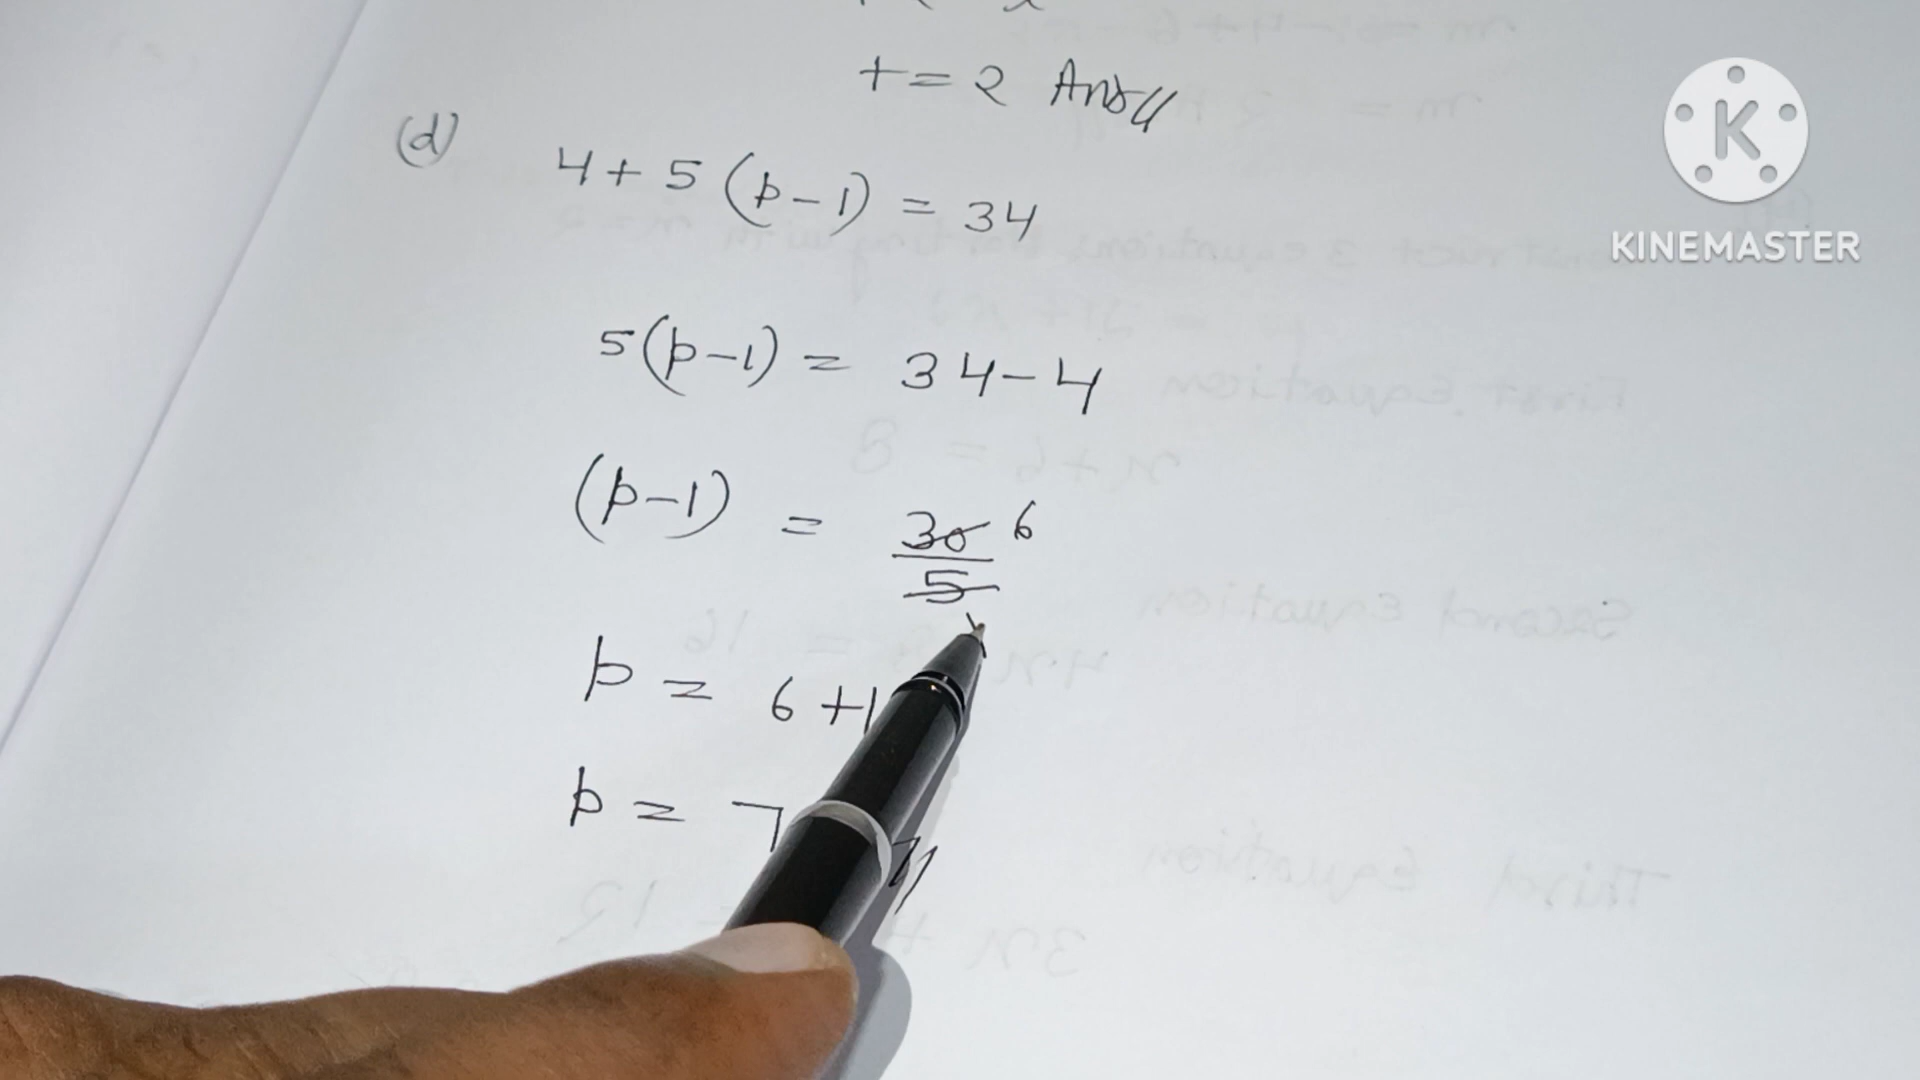 t = 2 Ans
(d) 4 + 5 (p - 1) = 34
5 (p - 1) = 34 - 4
(p - 1) = 30/5 6
p = 6 + 1
p = 7
K
KINEMASTER